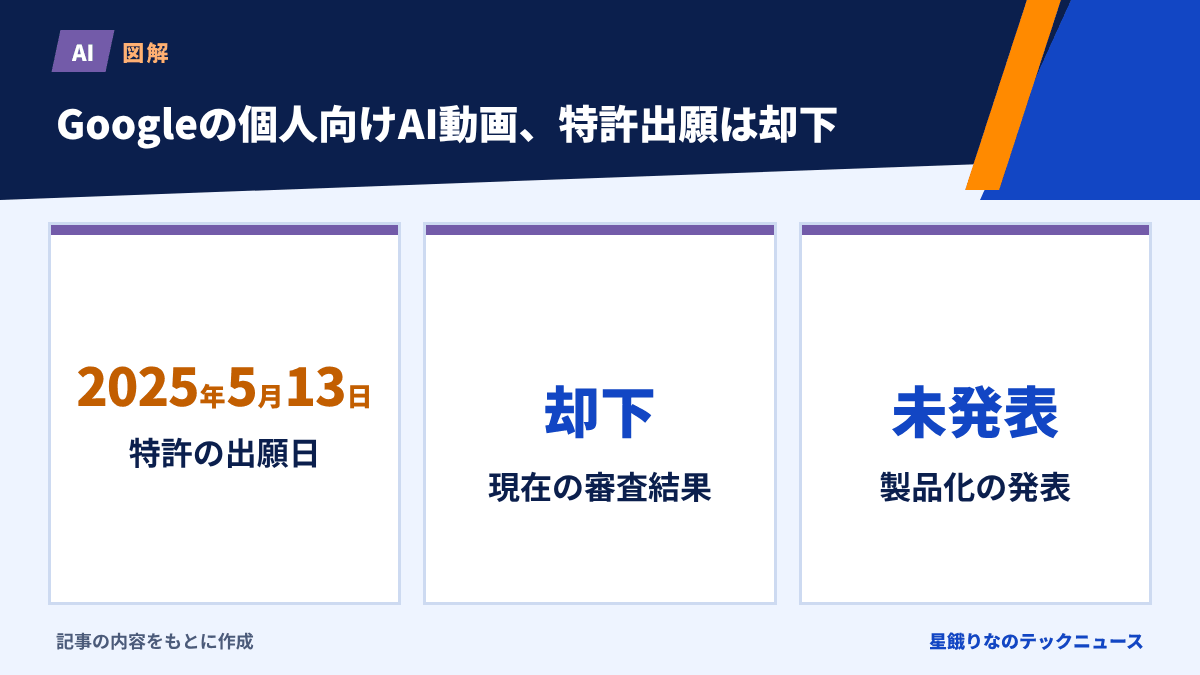 AI 図解
Googleの個人向けAI動画、特許出願は却下
2025年5月13日
特許の出願日
却下
現在の審査結果
未発表
製品化の発表
記事の内容をもとに作成
星餓りなのテックニュース